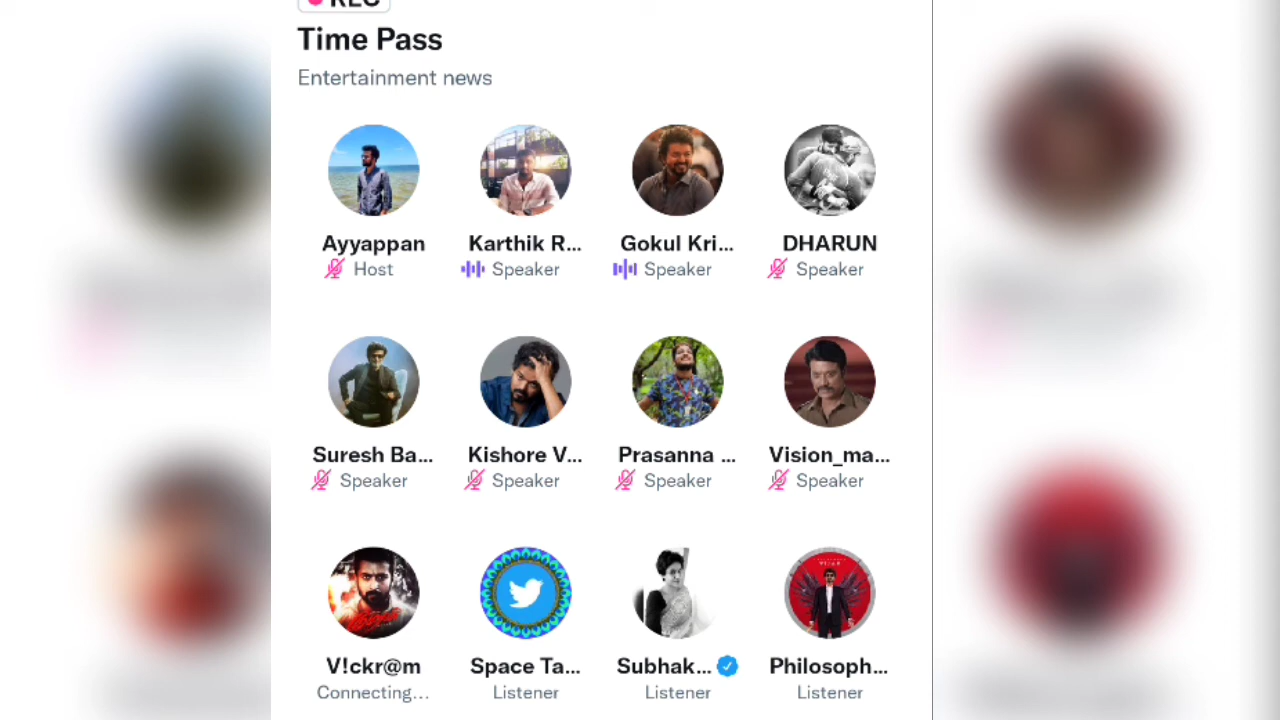 REC
Time Pass
Entertainment news
Ayyappan
Karthik R...
Gokul Kri...
DHARUN
Host
Speaker
Speaker
Speaker
Suresh Ba...
Kishore V...
Prasanna ...
Vision_ma...
Speaker
Speaker
Speaker
Speaker
VIJAY
V!ckr@m
Space Ta...
Subhak...
Philosoph...
Connecting...
Listener
Listener
Listener